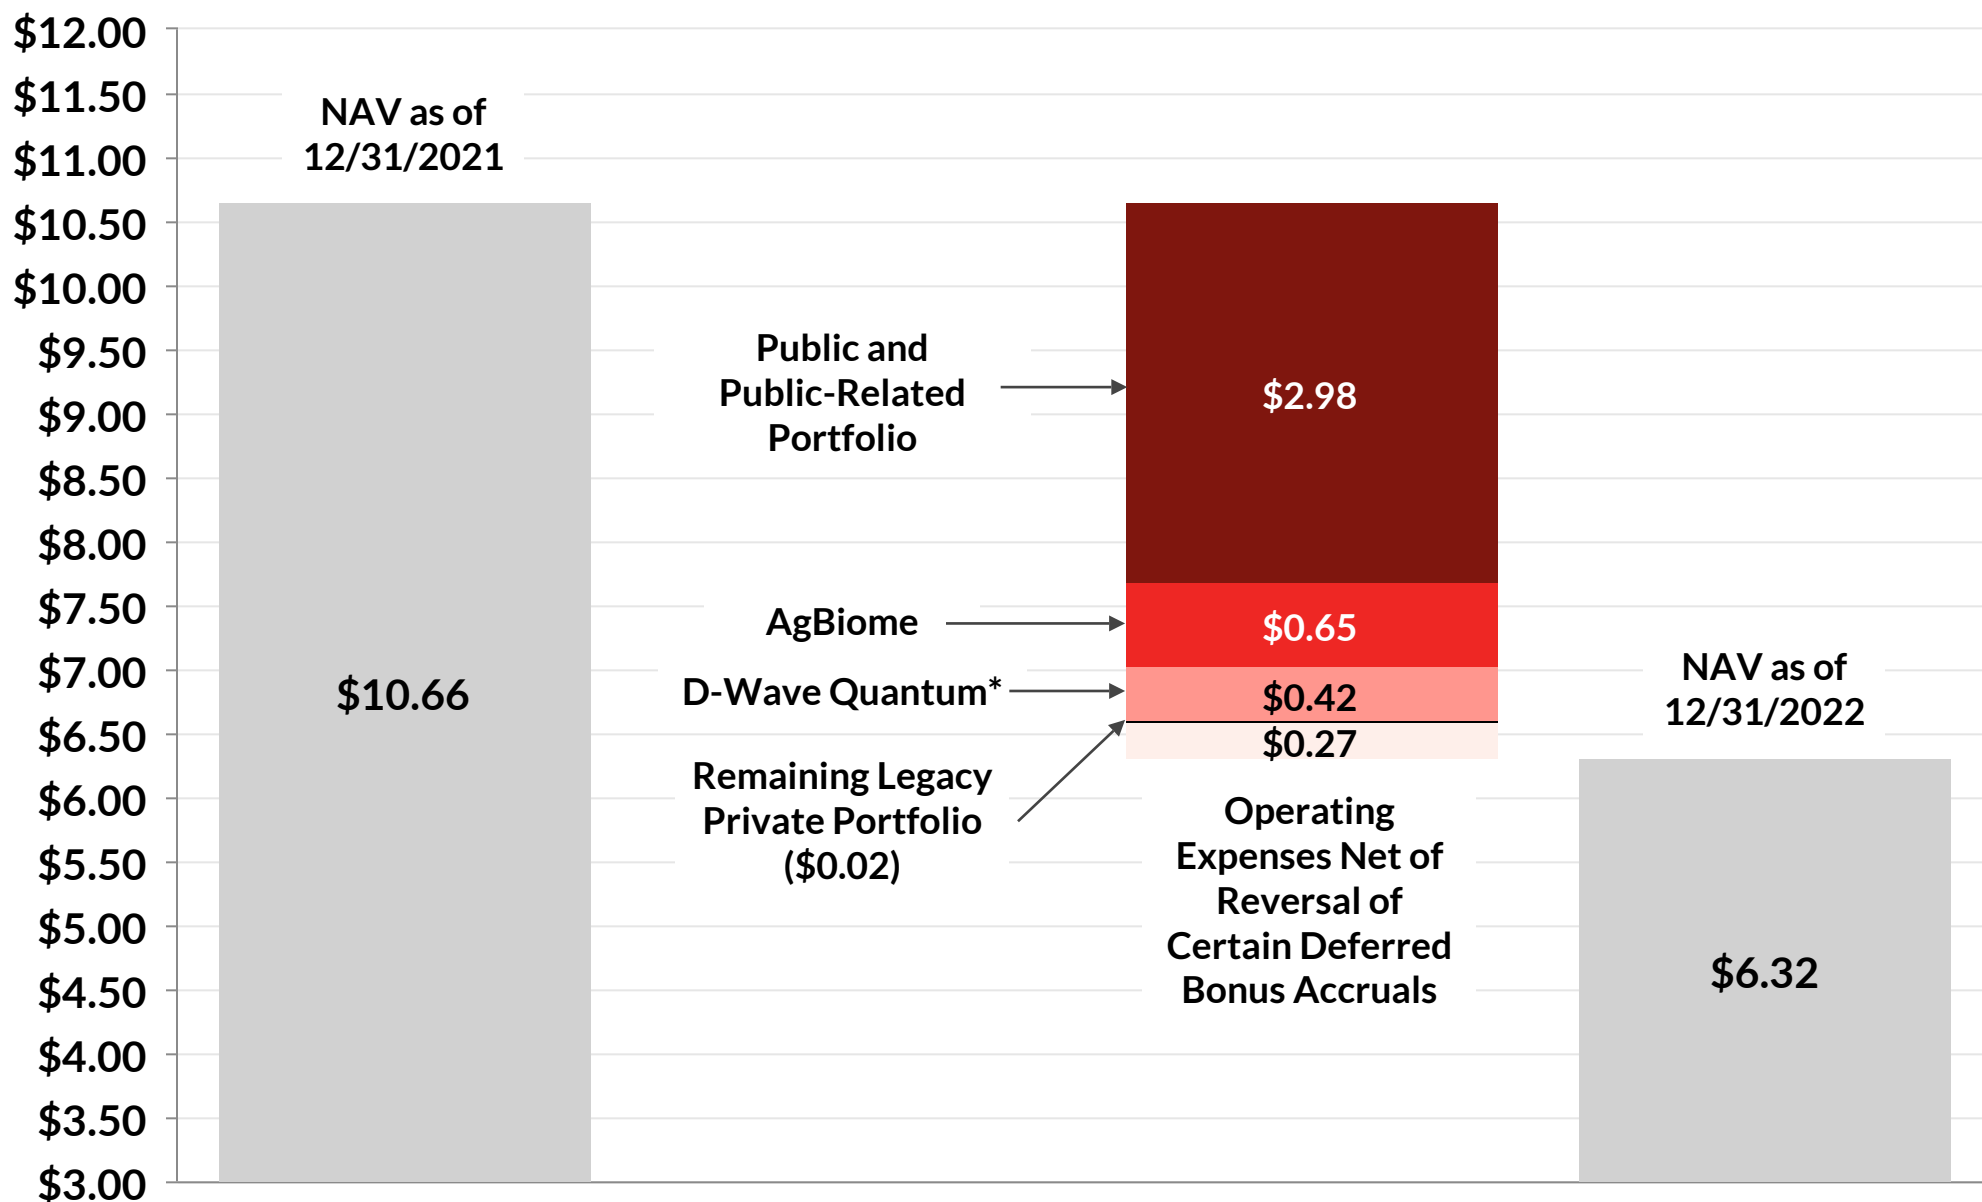 $12.00
$11.50
$11.00
$10.50
$10.00
$9.50
$9.00
$8.50
$8.00
$7.50
$7.00
$6.50
$6.00
$5.50
$5.00
$4.50
$4.00
$3.50
$3.00
NAV as of
12/31/2021
$10.66
Public and
Public-Related
Portfolio
AgBiome
D-Wave Quantum*
Remaining Legacy
Private Portfolio
($0.02)
$2.98
$0.65
$0.42
$0.27
Operating
Expenses Net of
Reversal of
Certain Deferred
Bonus Accruals
NAV as of
12/31/2022
$6.32